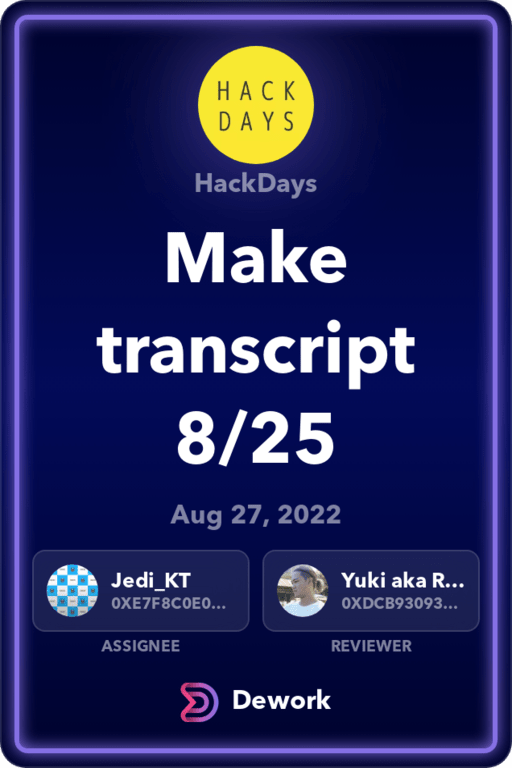 HACK
DAYS
HackDays
Make
transcript
8/25
Aug 27, 2022
Jedi_KT
0XE7F8C0E0...
ASSIGNEE
Yuki aka R...
0XDCB93093...
REVIEWER
Dework